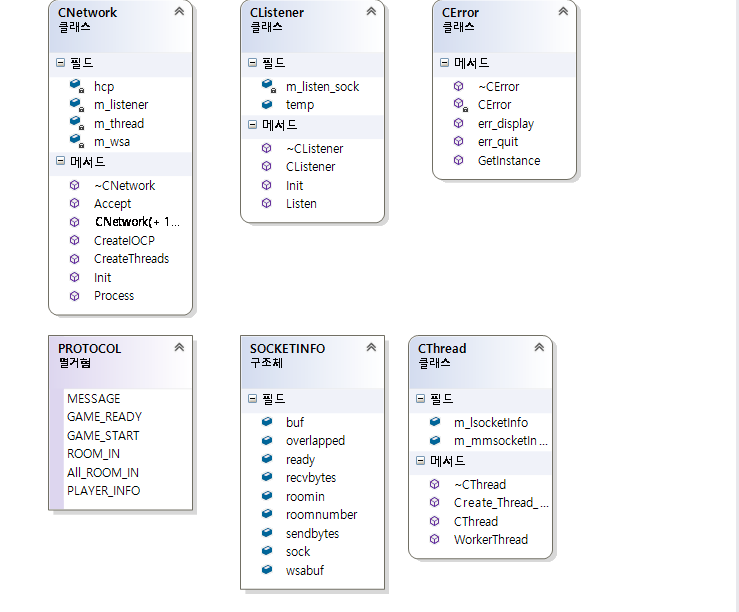 CNetwork
클래스
필드
hcp
m_listener
m_thread
m_wsa
메서드
~CNetwork
Accept
CNetwork(+ 1...
CreateIOCP
CreateThreads
Init
Process
CListener
클래스
필드
m_listen_sock
temp
메서드
~CListener
CListener
Init
Listen
CError
클래스
메서드
~CError
CError
err_display
err_quit
GetInstance
PROTOCOL
열거형
MESSAGE
GAME_READY
GAME_START
ROOM_IN
All_ROOM_IN
PLAYER_INFO
SOCKETINFO
구조체
필드
buf
overlapped
ready
recvbytes
roomin
roomnumber
sendbytes
sock
wsabuf
CThread
클래스
필드
m_lsocketInfo
m_mmsocketIn...
메서드
~CThread
Create_Thread_...
CThread
WorkerThread